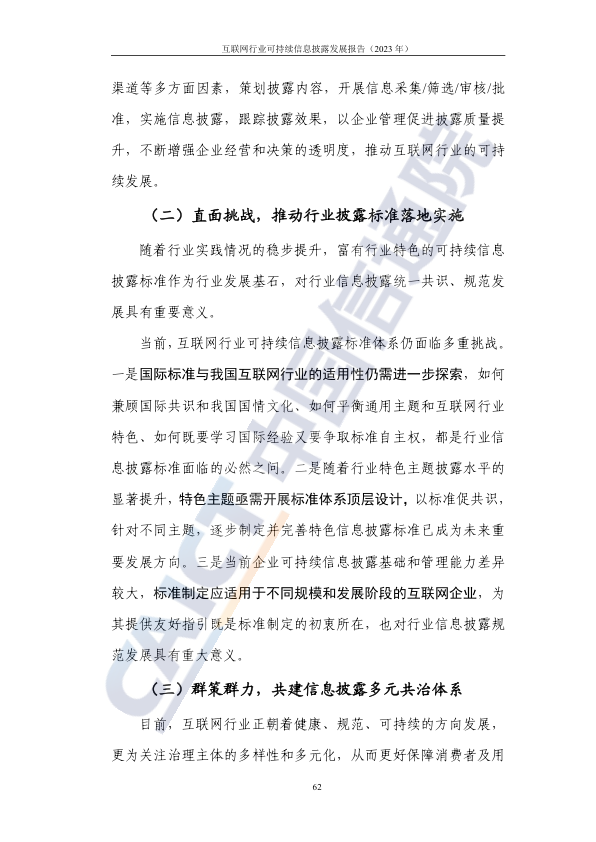 互联网行业可持续信息披露发展报告（2023 年）
渠道等多方面因素，策划披露内容，开展信息采集/筛选/审核/批
准，实施信息披露，跟踪披露效果，以企业管理促进披露质量提
升，不断增强企业经营和决策的透明度，推动互联网行业的可持
续发展。
（二）直面挑战，推动行业披露标准落地实施
随着行业实践情况的稳步提升，富有行业特色的可持续信息
披露标准作为行业发展基石，对行业信息披露统一共识、规范发
展具有重要意义。
当前，互联网行业可持续信息披露标准体系仍面临多重挑战。
一是国际标准与我国互联网行业的适用性仍需进一步探索，如何
兼顾国际共识和我国国情文化、如何平衡通用主题和互联网行业
特色、如何既要学习国际经验又要争取标准自主权，都是行业信
息披露标准面临的必然之间。二是随着行业特色主题披露水平的
显著提升，特色主题亟需开展标准体系顶层设计，以标准促共识，
针对不同主题，逐步制定并完善特色信息披露标准已成为未来重
要发展方向。三是当前企业可持续信息披露基础和管理能力差异
较大，标准制定应适用于不同规模和发展阶段的互联网企业，为
其提供友好指引既是标准制定的初衷所在，也对行业信息披露规
范发展具有重大意义。
（三）群策群力，共建信息披露多元共治体系
目前，互联网行业正朝着健康、规范、可持续的方向发展，
更为关注治理主体的多样性和多元化，从而更好保障消费者及用
62
CAICT 中国信通院